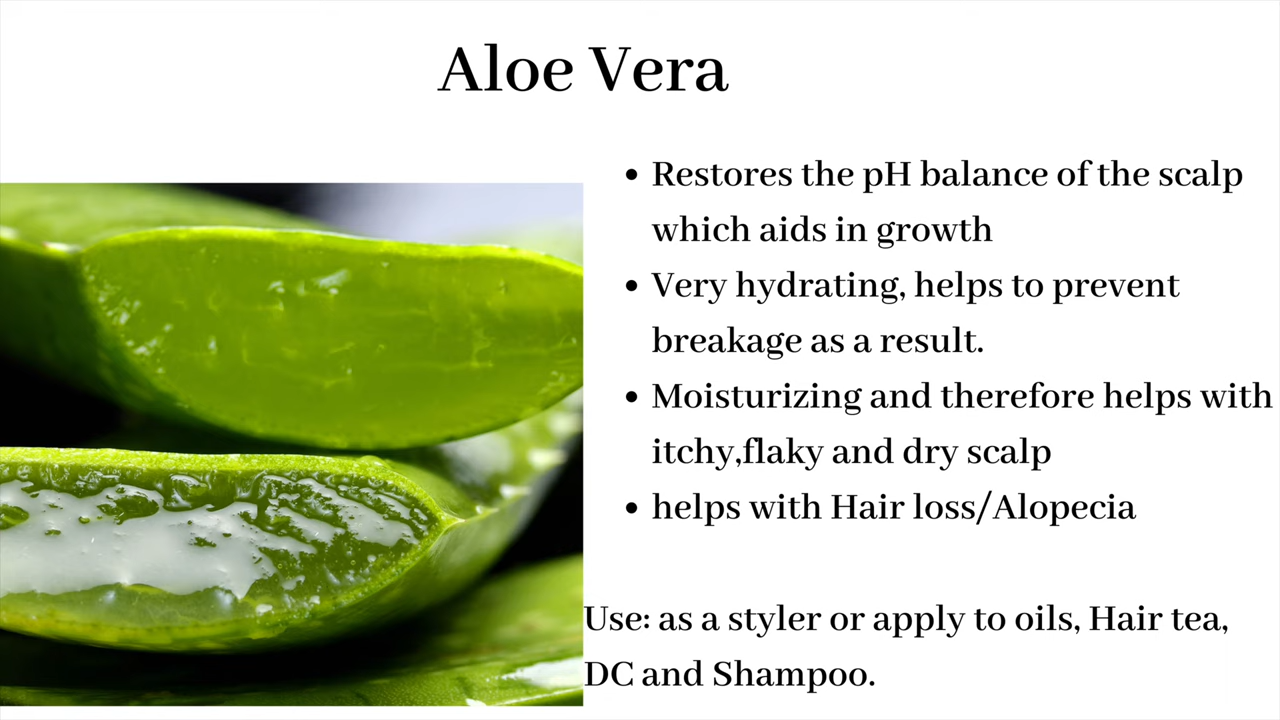 Aloe Vera
• Restores the pH balance of the scalp
which aids in growth
• Very hydrating, helps to prevent
breakage as a result.
• Moisturizing and therefore helps with
itchy,flaky and dry scalp
• helps with Hair loss/Alopecia
Use: as a styler or apply to oils, Hair tea,
DC and Shampoo.